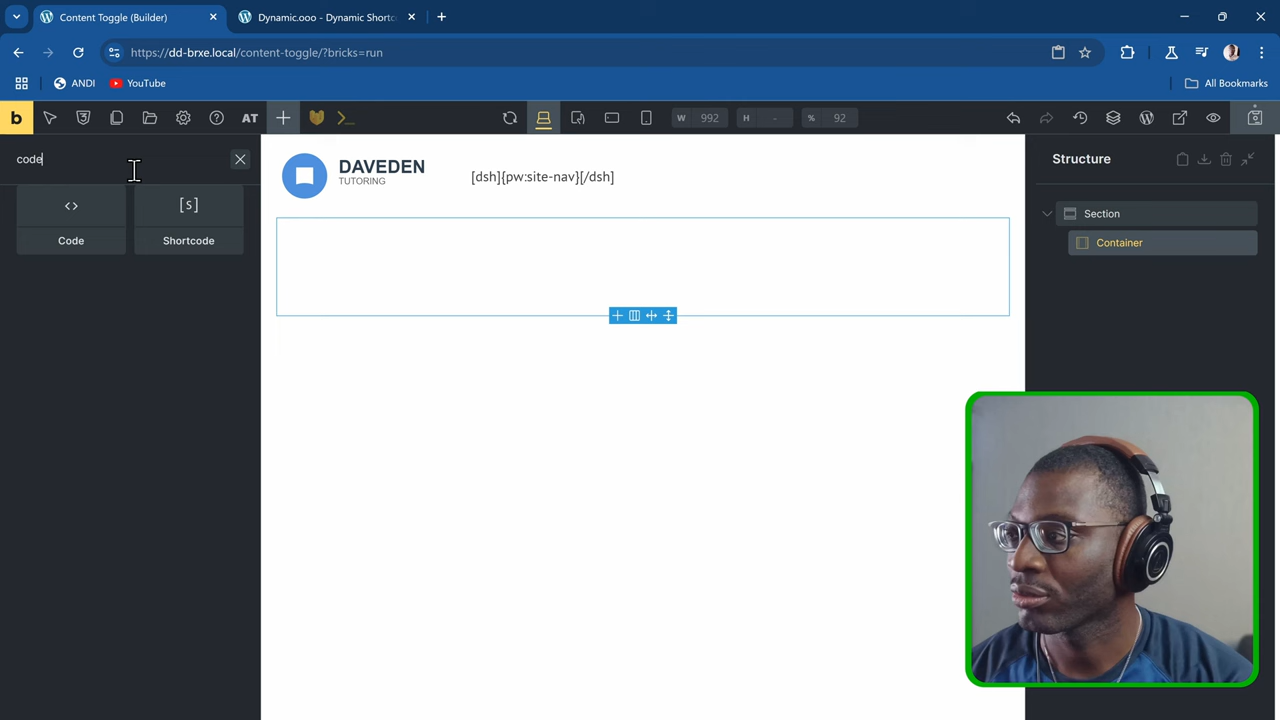 Content Toggle (Builder)
Dynamic.ooo - Dynamic Shortc
https://dd-brxe.local/content-toggle/?bricks=run
ANDI
YouTube
All Bookmarks
b
AT
W 992
H -
% 92
code
Code
[s]
Shortcode
DAVEDEN
TUTORING
[dsh]{pw:site-nav}[/dsh]
Structure
Section
Container